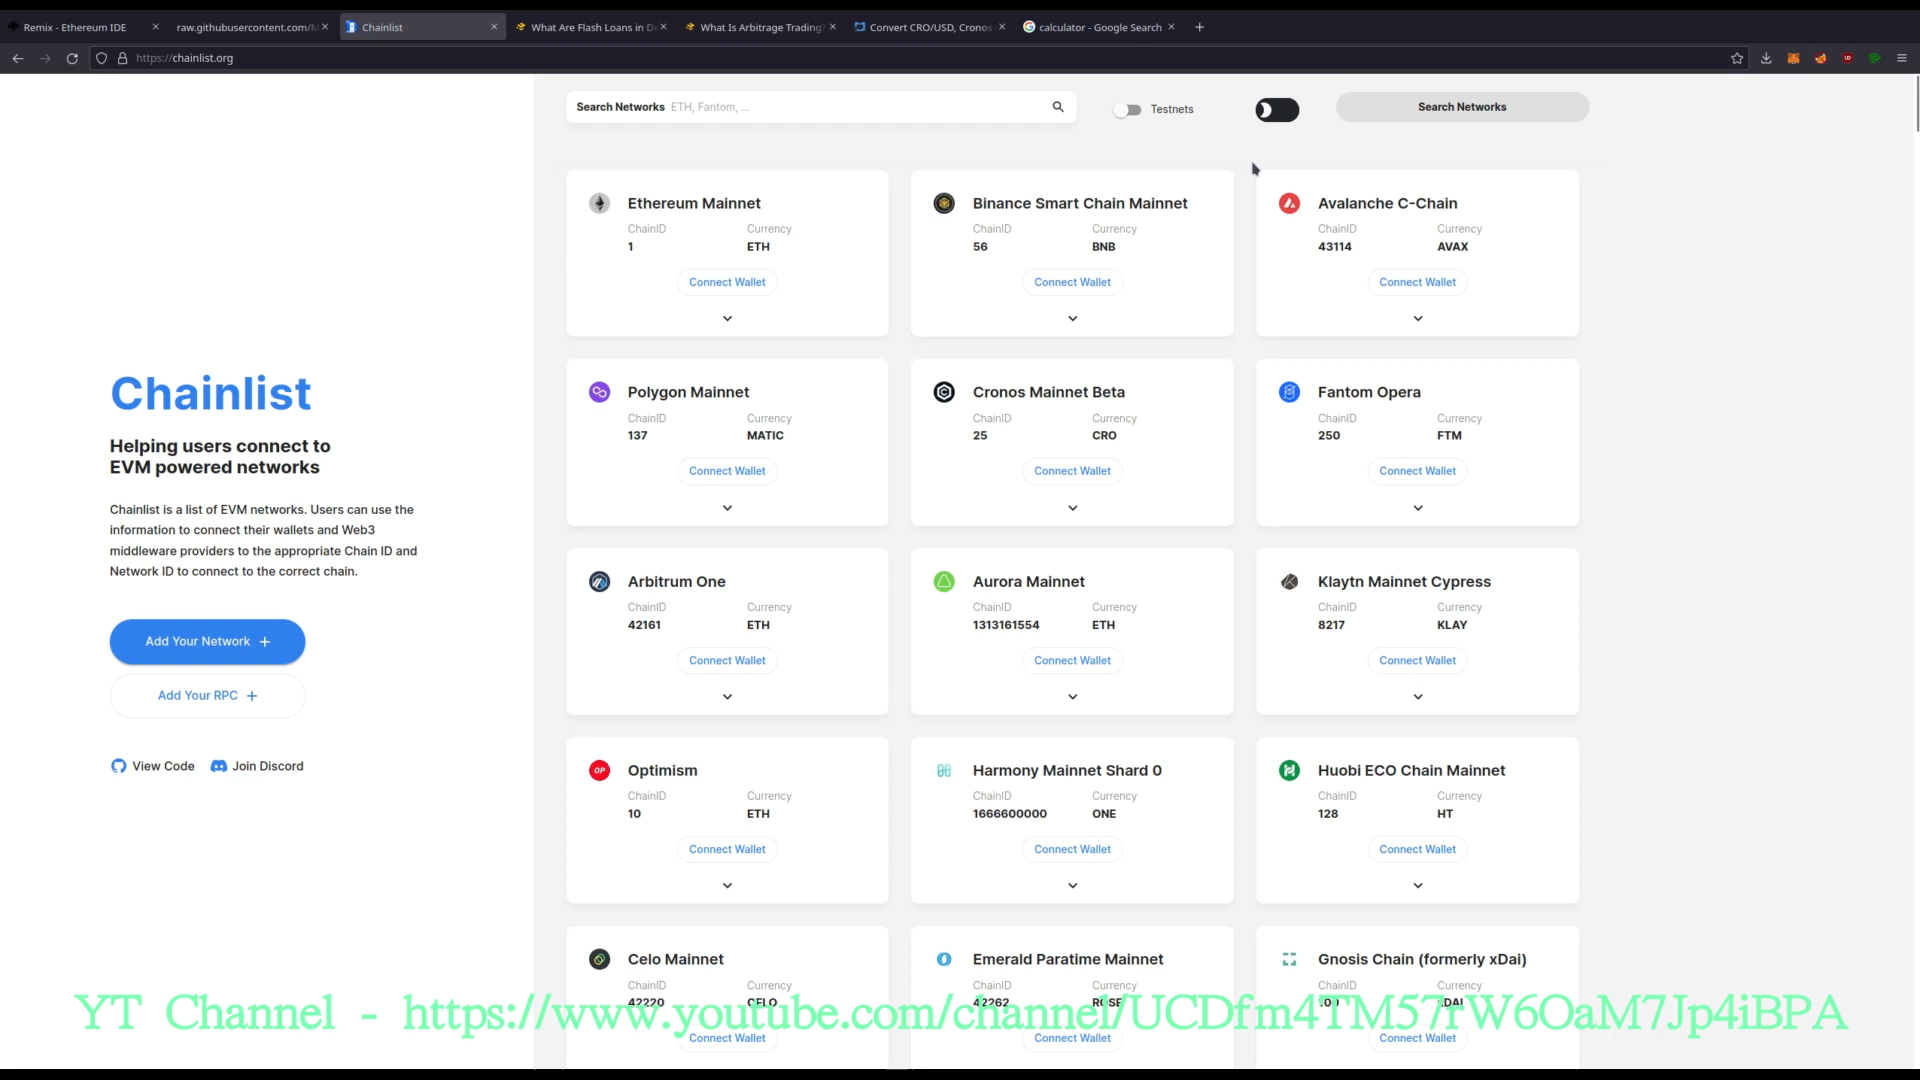 Remix - Ethereum IDE
raw.githubusercontent.com/
Chainlist
What Are Flash Loans in De
What Is Arbitrage Trading?
Convert CRO/USD, Cronos
calculator - Google Search
https://chainlist.org
Search Networks ETH, Fantom, ...
Testnets
Search Networks
Chainlist
Helping users connect to
EVM powered networks
Chainlist is a list of EVM networks. Users can use the
information to connect their wallets and Web3
middleware providers to the appropriate Chain ID and
Network ID to connect to the correct chain.
Add Your Network +
Add Your RPC +
View Code
Join Discord
Ethereum Mainnet
ChainID Currency
1 ETH
Connect Wallet
Binance Smart Chain Mainnet
ChainID Currency
56 BNB
Connect Wallet
Avalanche C-Chain
ChainID Currency
43114 AVAX
Connect Wallet
Polygon Mainnet
ChainID Currency
137 MATIC
Connect Wallet
Cronos Mainnet Beta
ChainID Currency
25 CRO
Connect Wallet
Fantom Opera
ChainID Currency
250 FTM
Connect Wallet
Arbitrum One
ChainID Currency
42161 ETH
Connect Wallet
Aurora Mainnet
ChainID Currency
1313161554 ETH
Connect Wallet
Klaytn Mainnet Cypress
ChainID Currency
8217 KLAY
Connect Wallet
OP
Optimism
ChainID Currency
10 ETH
Connect Wallet
Harmony Mainnet Shard 0
ChainID Currency
1666600000 ONE
Connect Wallet
Huobi ECO Chain Mainnet
ChainID Currency
128 HT
Connect Wallet
Celo Mainnet
ChainID Currency
42220 CELO
Connect Wallet
Emerald Paratime Mainnet
ChainID Currency
42262 ROSE
Connect Wallet
Gnosis Chain (formerly xDai)
ChainID Currency
100 xDAI
Connect Wallet
YT Channel - https://www.youtube.com/channel/UCDfm4TM57rW6OaM7Jp4iBPA